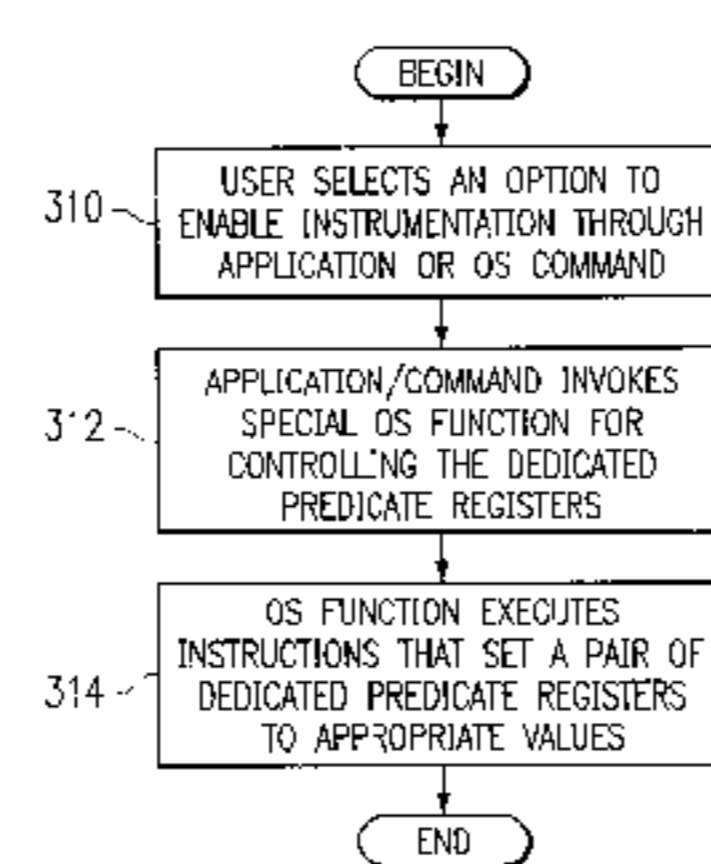 BEGIN
310
USER SELECTS AN OPTION TO
ENABLE INSTRUMENTATION THROUGH
APPLICATION OR OS COMMAND
312
APPLICATION/COMMAND INVOKES
SPECIAL OS FUNCTION FOR
CONTROLLING THE DEDICATED
PREDICATE REGISTERS
314
OS FUNCTION EXECUTES
INSTRUCTIONS THAT SET A PAIR OF
DEDICATED PREDICATE REGISTERS
TO APPROPRIATE VALUES
END